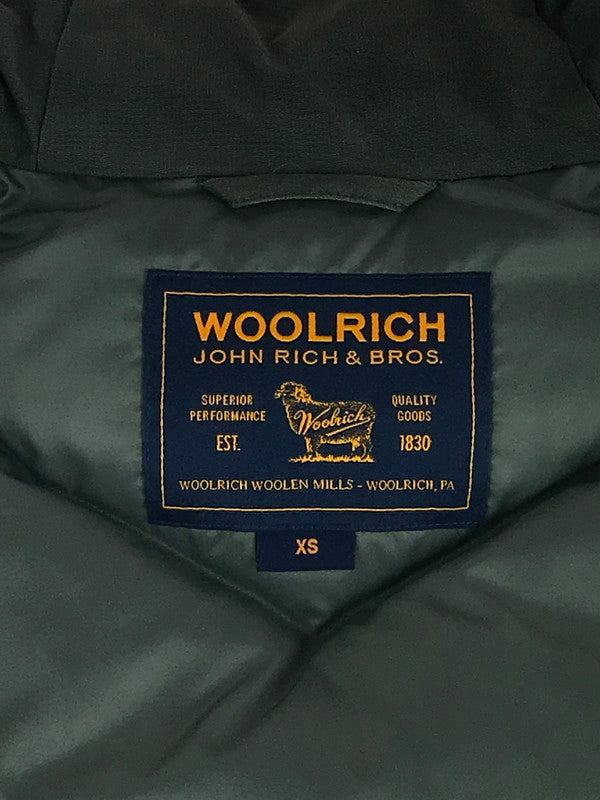 WOOLRICH
JOHN RICH & BROS.
SUPERIOR
PERFORMANCE
EST.
Woolrich
QUALITY
GOODS
1830
WOOLRICH WOOLEN MILLS - WOOLRICH, PA
XS